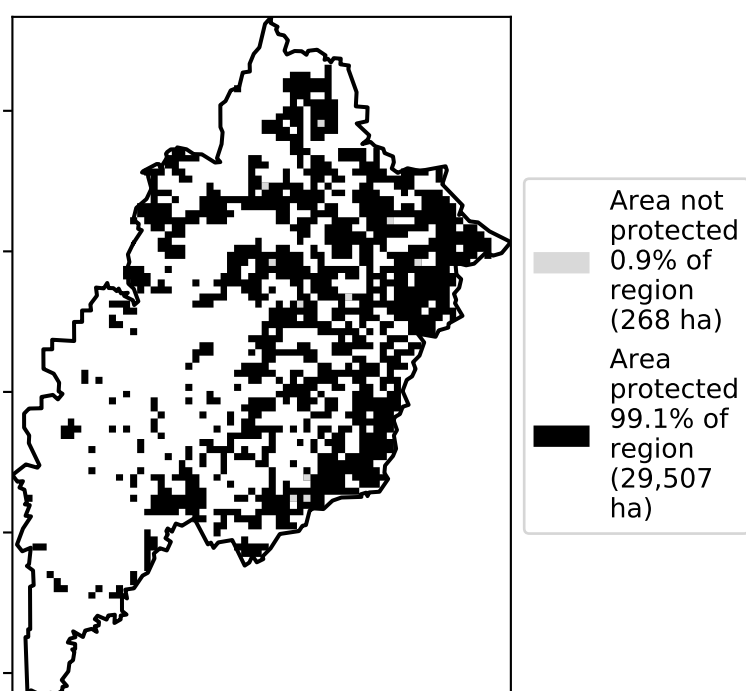 Area not
protected
0.9% of
region
(268 ha)
Area
protected
99.1% of
region
(29,507
ha)